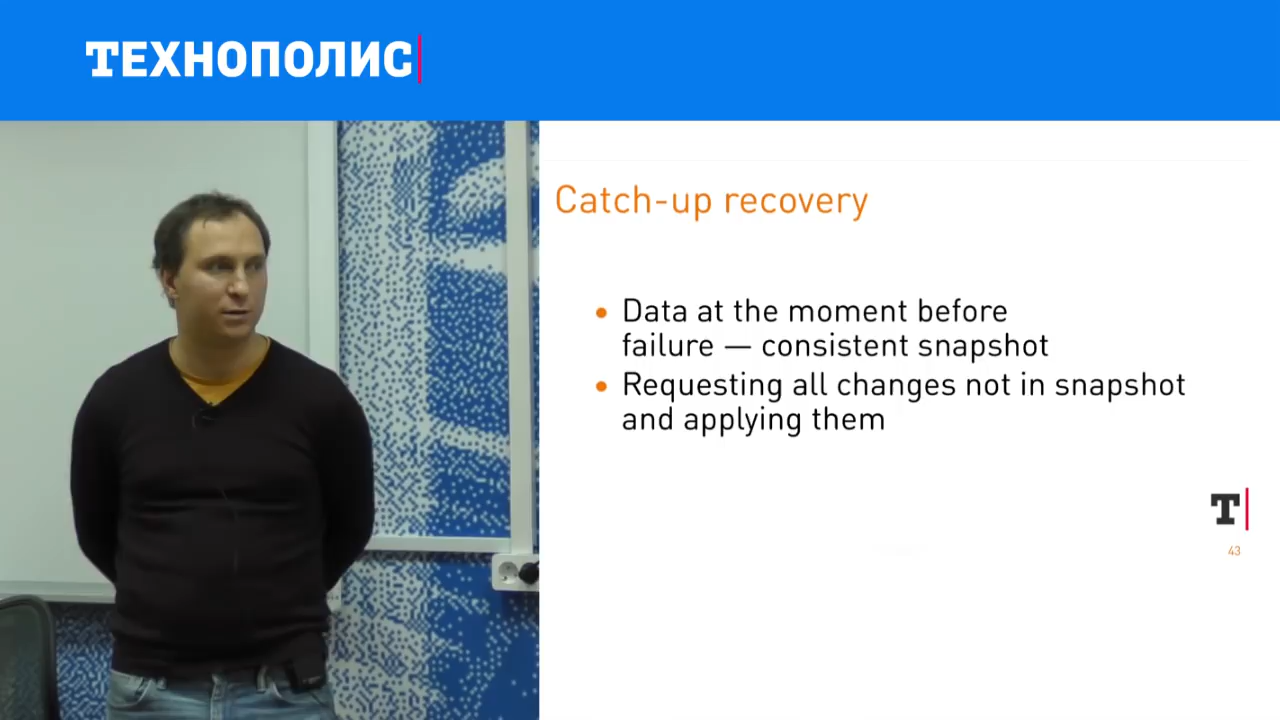 ТЕХНОПОЛИС
Catch-up recovery
• Data at the moment before
failure — consistent snapshot
• Requesting all changes not in snapshot
and applying them
Т
43